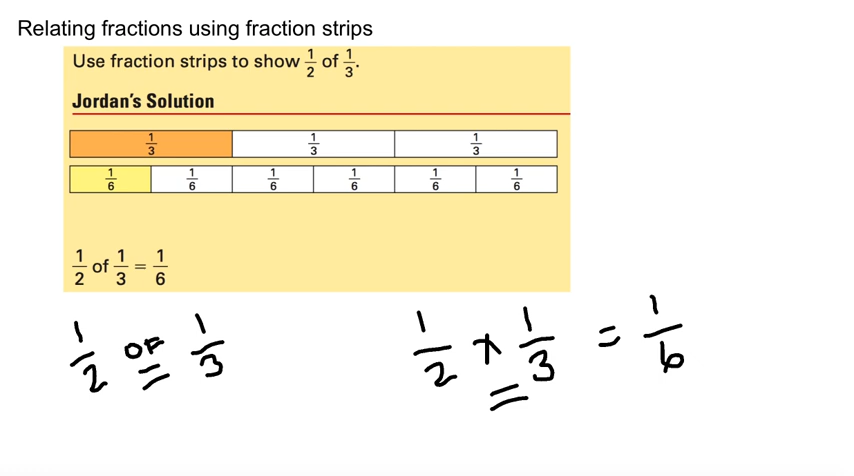 Relating fractions using fraction strips
Use fraction strips to show 1/2 of 1/3.
Jordan's Solution
1/3 1/3 1/3
1/6 1/6 1/6 1/6 1/6 1/6
1/2 of 1/3 = 1/6
1/2 OF 1/3
1/2 × 1/3 = 1/6